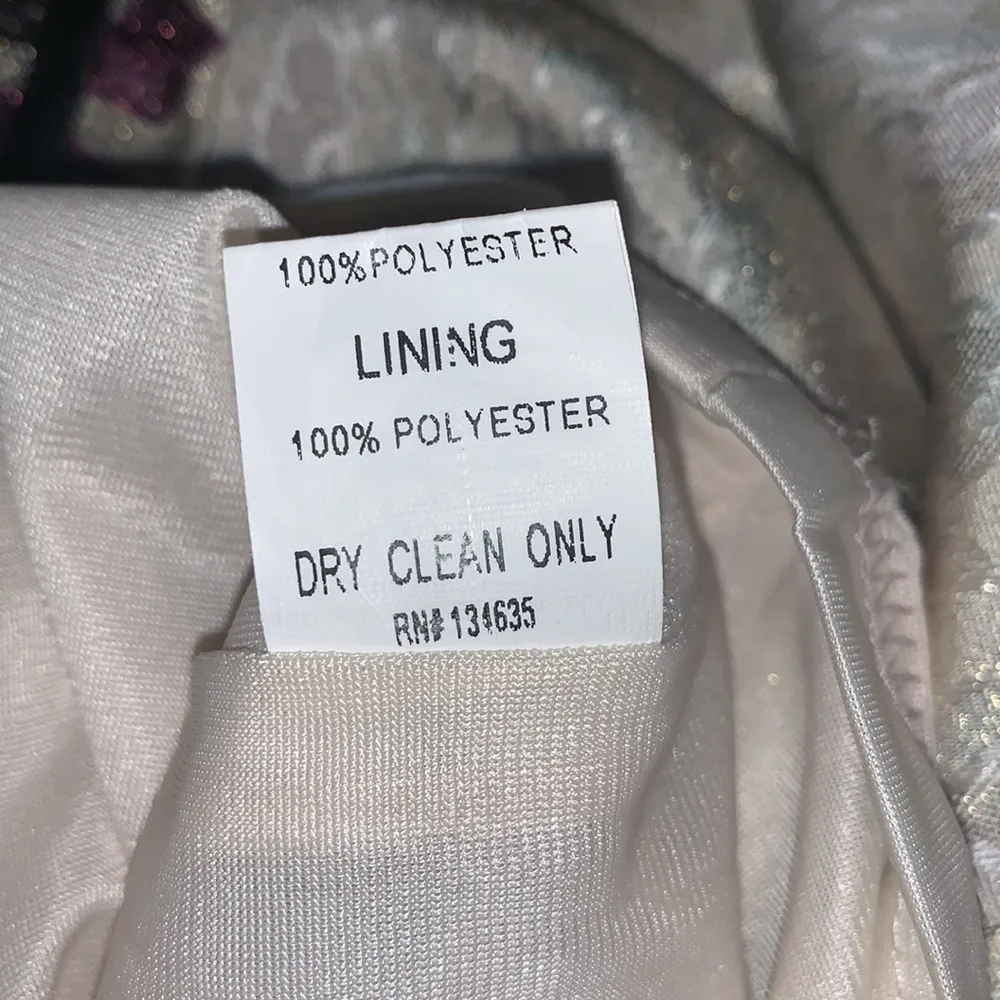 100%POLYESTER
LINING
100% POLYESTER
DRY CLEAN ONLY
RN#134635